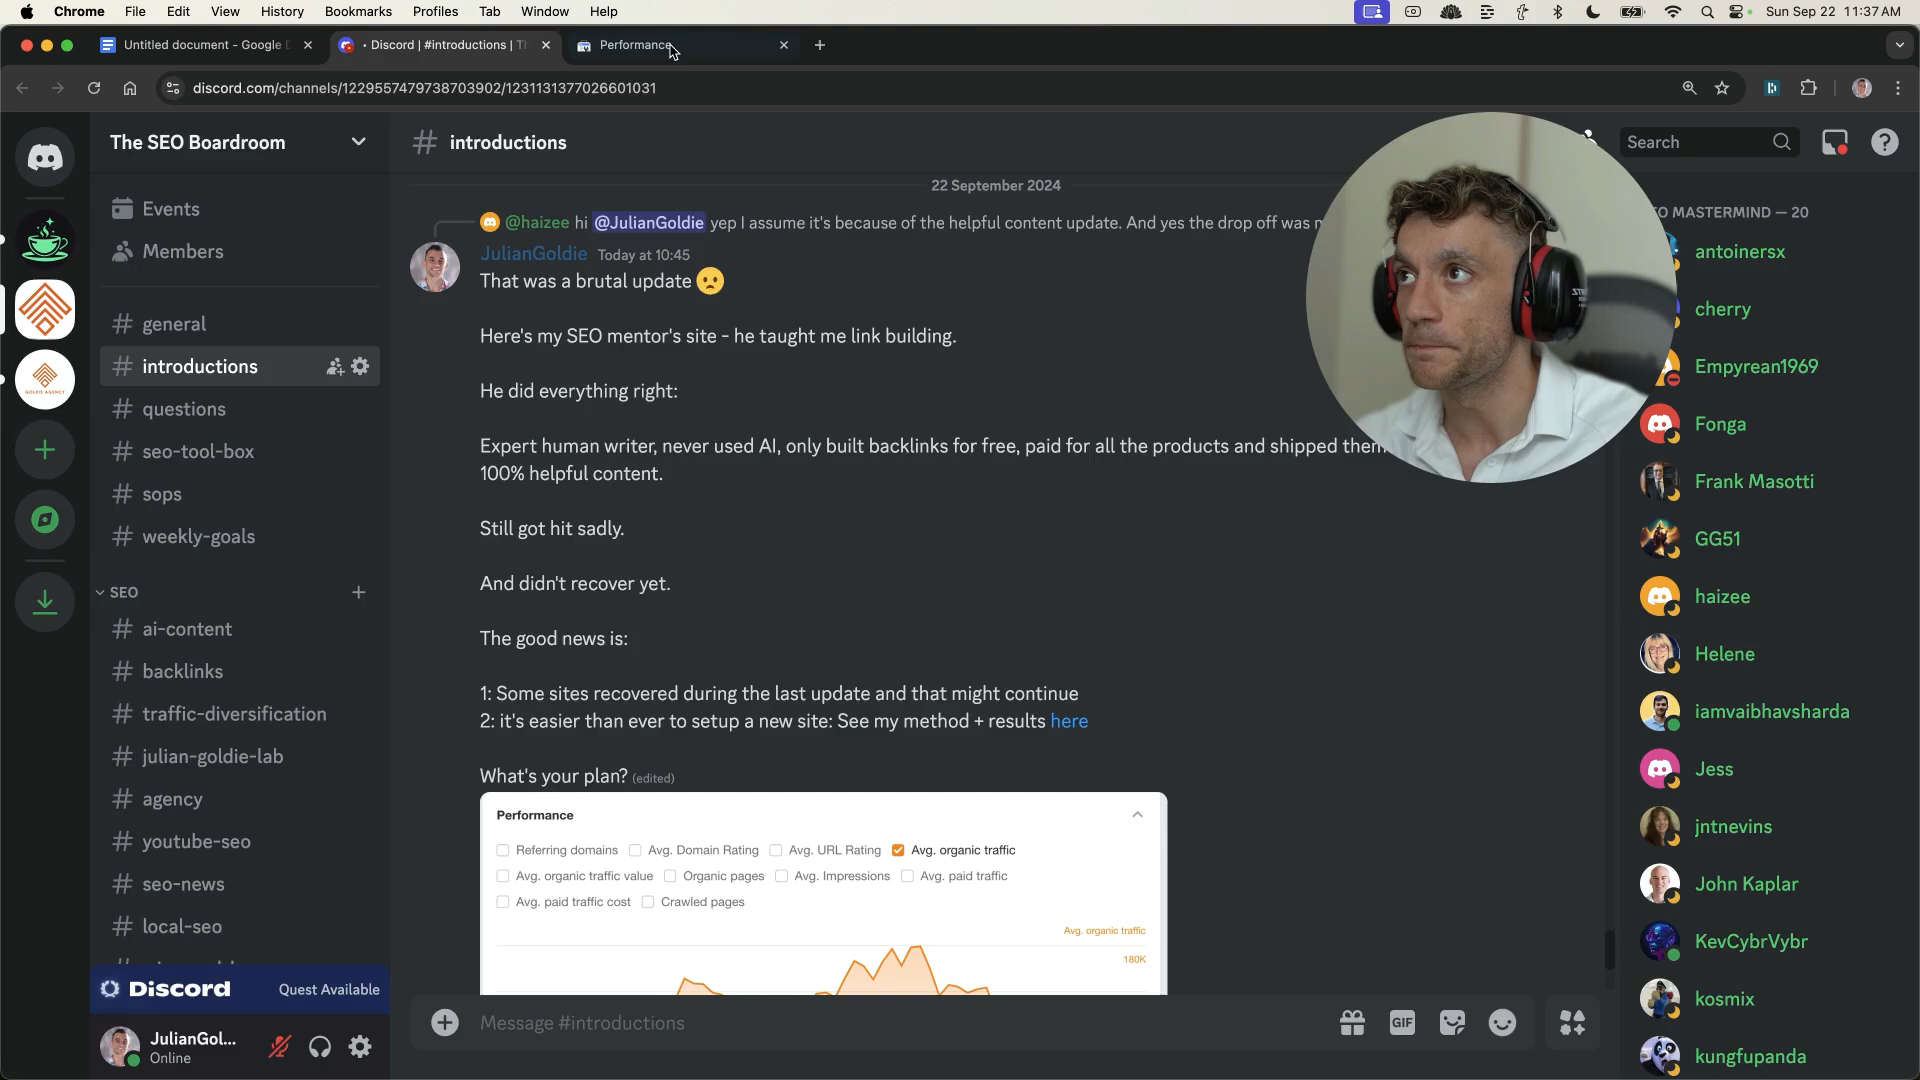 Chrome File Edit View History Bookmarks Profiles Tab Window Help Sun Sep 22 11:37 AM
Untitled document - Google D
• Discord | #introductions | Th
Performance
discord.com/channels/1229557479738703902/1231131377026601031
The SEO Boardroom
introductions
Search
Events
Members
general
introductions
questions
seo-tool-box
sops
weekly-goals
SEO
ai-content
backlinks
traffic-diversification
julian-goldie-lab
agency
youtube-seo
seo-news
local-seo
Discord Quest Available
JulianGol...
Online
22 September 2024
@haizee hi @JulianGoldie yep I assume it's because of the helpful content update. And yes the drop off was
JulianGoldie Today at 10:45
That was a brutal update
Here's my SEO mentor's site - he taught me link building.
He did everything right:
Expert human writer, never used AI, only built backlinks for free, paid for all the products and shipped them
100% helpful content.
Still got hit sadly.
And didn't recover yet.
The good news is:
1: Some sites recovered during the last update and that might continue
2: it's easier than ever to setup a new site: See my method + results here
What's your plan? (edited)
Performance
Referring domains Avg. Domain Rating Avg. URL Rating Avg. organic traffic
Avg. organic traffic value Organic pages Avg. Impressions Avg. paid traffic
Avg. paid traffic cost Crawled pages
Avg. organic traffic
180K
Message #introductions
GIF
GOLDIE AGENCY
EO MASTERMIND — 20
antoinersx
cherry
Empyrean1969
Fonga
Frank Masotti
GG51
haizee
Helene
iamvaibhavsharda
Jess
jntnevins
John Kaplar
KevCybrVybr
kosmix
kungfupanda